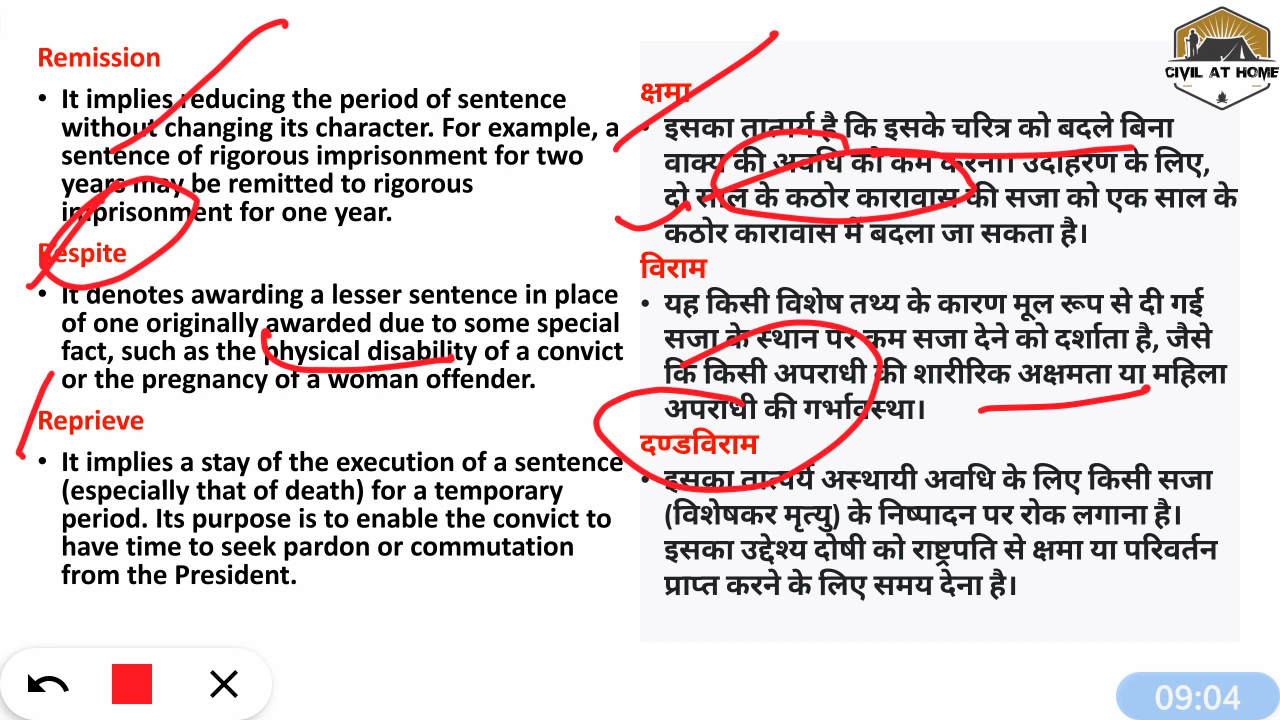 Remission
• It implies reducing the period of sentence
without changing its character. For example, a
sentence of rigorous imprisonment for two
years may be remitted to rigorous
imprisonment for one year.
Respite
• It denotes awarding a lesser sentence in place
of one originally awarded due to some special
fact, such as the physical disability of a convict
or the pregnancy of a woman offender.
Reprieve
• It implies a stay of the execution of a sentence
(especially that of death) for a temporary
period. Its purpose is to enable the convict to
have time to seek pardon or commutation
from the President.
क्षमा
• इसका तात्पर्य है कि इसके चरित्र को बदले बिना
वाक्य की अवधि को कम करना। उदाहरण के लिए,
दो साल के कठोर कारावास की सजा को एक साल के
कठोर कारावास में बदला जा सकता है।
विराम
• यह किसी विशेष तथ्य के कारण मूल रूप से दी गई
सजा के स्थान पर कम सजा देने को दर्शाता है, जैसे
कि किसी अपराधी की शारीरिक अक्षमता या महिला
अपराधी की गर्भावस्था।
दण्डविराम
• इसका तात्पर्य अस्थायी अवधि के लिए किसी सजा
(विशेषकर मृत्यु) के निष्पादन पर रोक लगाना है।
इसका उद्देश्य दोषी को राष्ट्रपति से क्षमा या परिवर्तन
प्राप्त करने के लिए समय देना है।
CIVIL AT HOME
09:04